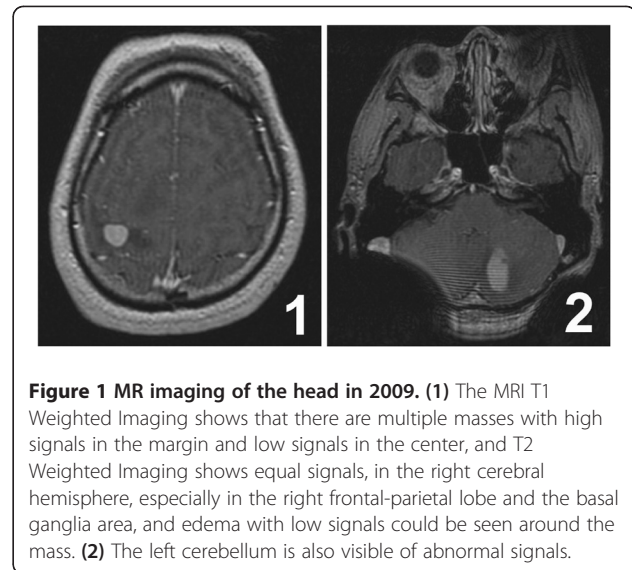 1
2
Figure 1 MR imaging of the head in 2009. (1) The MRI T1
Weighted Imaging shows that there are multiple masses with high
signals in the margin and low signals in the center, and T2
Weighted Imaging shows equal signals, in the right cerebral
hemisphere, especially in the right frontal-parietal lobe and the basal
ganglia area, and edema with low signals could be seen around the
mass. (2) The left cerebellum is also visible of abnormal signals.